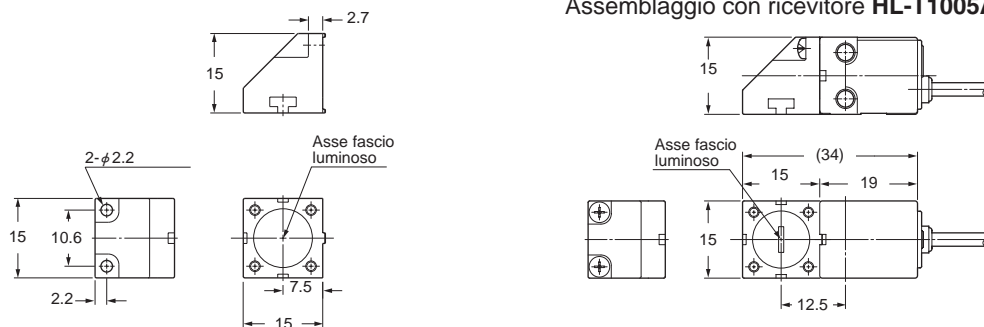 Assemblaggio con ricevitore HL-T1005A
2.7
15
15
2-φ2.2
Asse fascio
luminoso
15
10.6
2.2
7.5
15
Asse fascio
luminoso
(34)
15
19
15
12.5